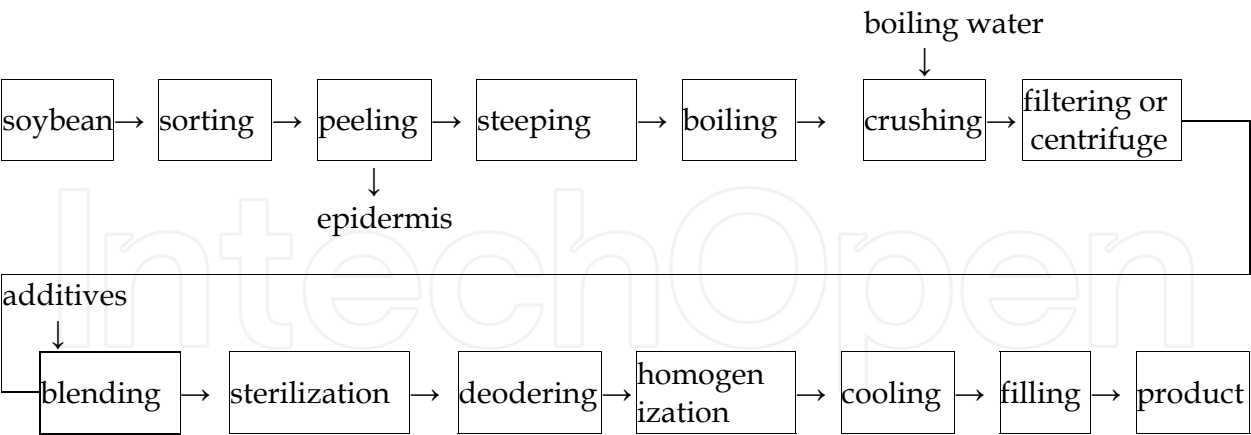 boiling water
↓
soybean → sorting → peeling → steeping → boiling → crushing → filtering or
centrifuge
↓
epidermis
IntechOpen
additives
↓
blending → sterilization → deodering → homogen
ization → cooling → filling → product